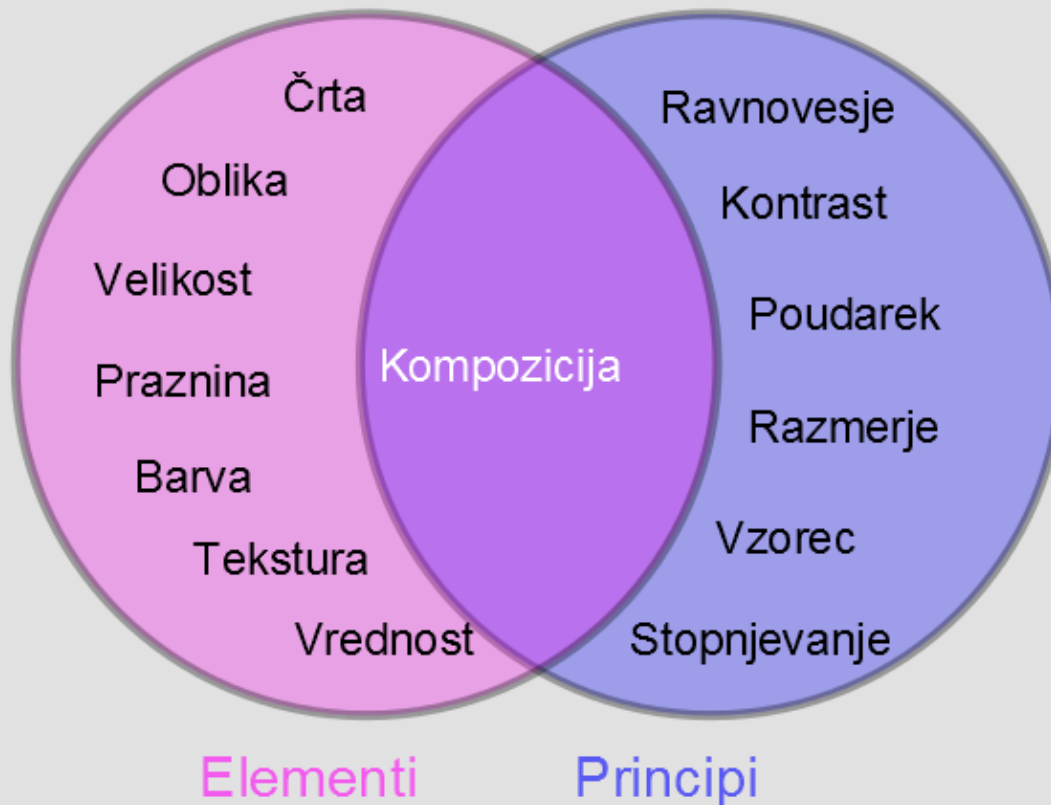 Črta
Oblika
Velikost
Praznina
Barva
Tekstura
Vrednost
Kompozicija
Ravnovesje
Kontrast
Poudarek
Razmerje
Vzorec
Stopnjevanje
Elementi
Principi